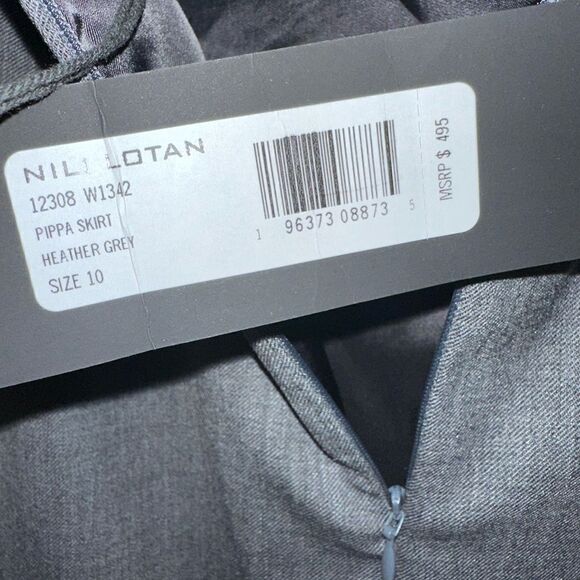 NILI LOTAN
12308 W1342
PIPPA SKIRT
HEATHER GREY
SIZE 10
1 96373 08873 5
MSRP $ 495